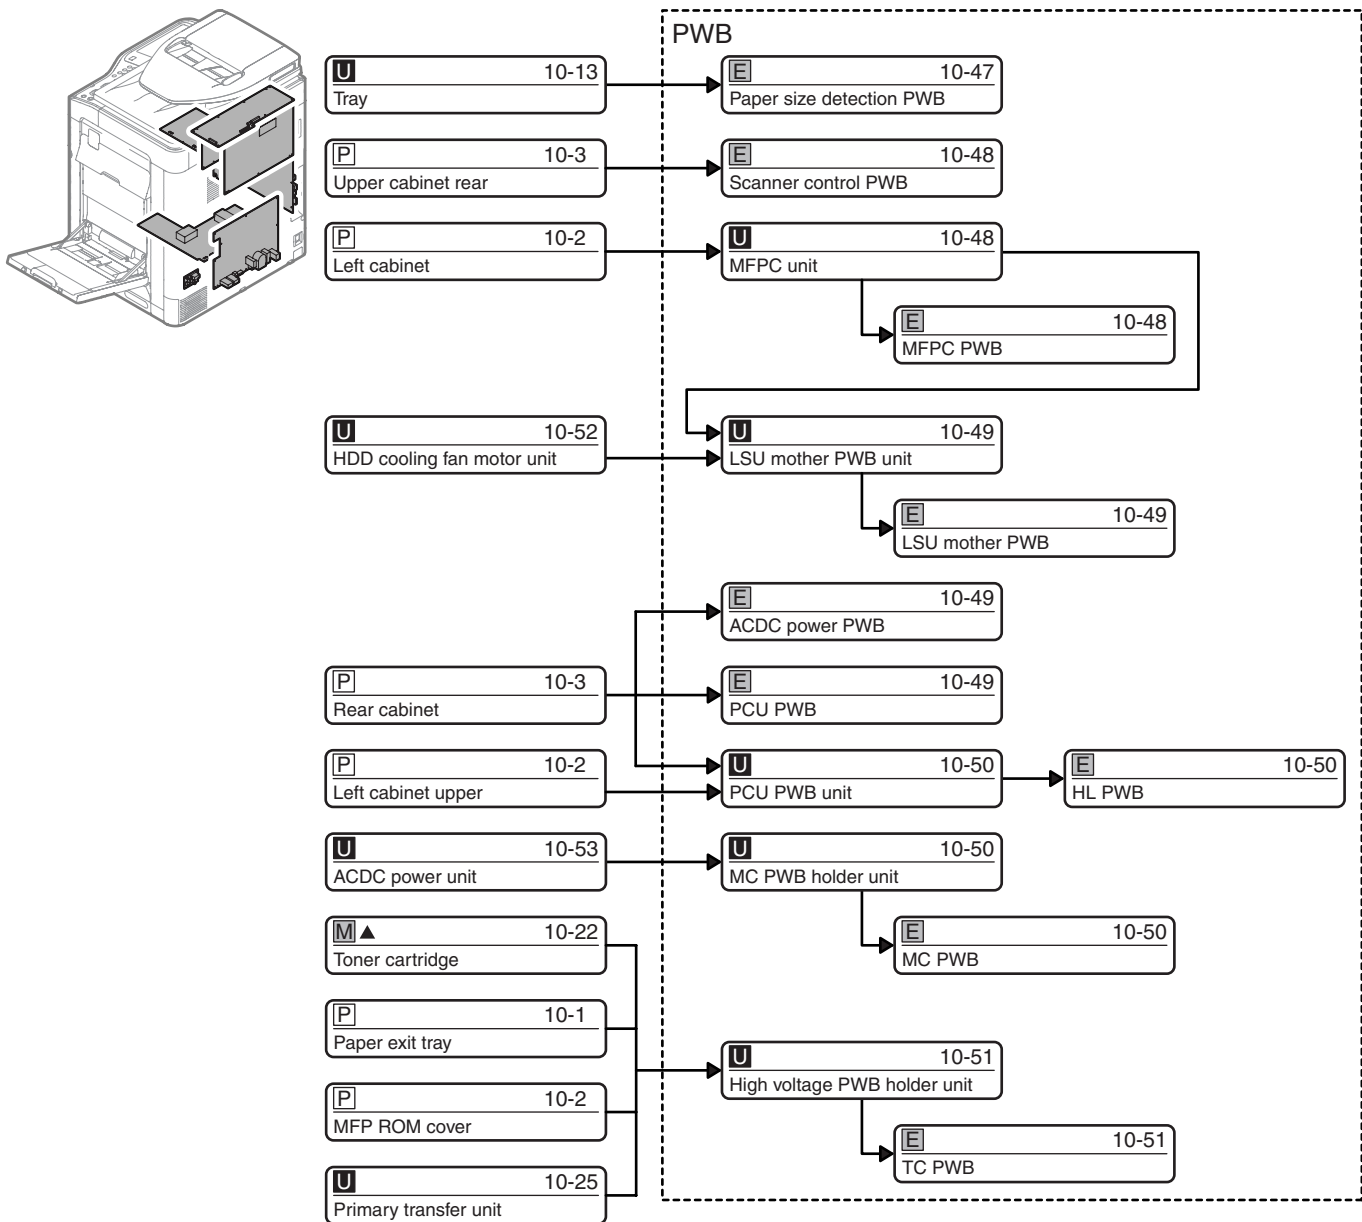 PWB
U 10-13
Tray
E 10-47
Paper size detection PWB
P 10-3
Upper cabinet rear
E 10-48
Scanner control PWB
P 10-2
Left cabinet
U 10-48
MFPC unit
E 10-48
MFPC PWB
U 10-52
HDD cooling fan motor unit
U 10-49
LSU mother PWB unit
E 10-49
LSU mother PWB
E 10-49
ACDC power PWB
P 10-3
Rear cabinet
E 10-49
PCU PWB
P 10-2
Left cabinet upper
U 10-50
PCU PWB unit
E 10-50
HL PWB
U 10-53
ACDC power unit
U 10-50
MC PWB holder unit
M▲ 10-22
Toner cartridge
E 10-50
MC PWB
P 10-1
Paper exit tray
U 10-51
High voltage PWB holder unit
P 10-2
MFP ROM cover
E 10-51
TC PWB
U 10-25
Primary transfer unit